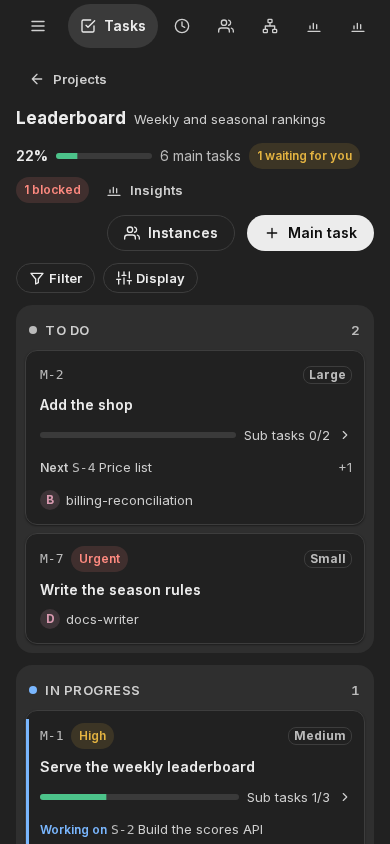 Tasks
Projects
Leaderboard Weekly and seasonal rankings
22% 6 main tasks 1 waiting for you
1 blocked Insights
Instances Main task
Filter Display
TO DO 2
M-2 Large
Add the shop
Sub tasks 0/2
Next S-4 Price list +1
B billing-reconciliation
M-7 Urgent Small
Write the season rules
D docs-writer
IN PROGRESS 1
M-1 High Medium
Serve the weekly leaderboard
Sub tasks 1/3
Working on S-2 Build the scores API